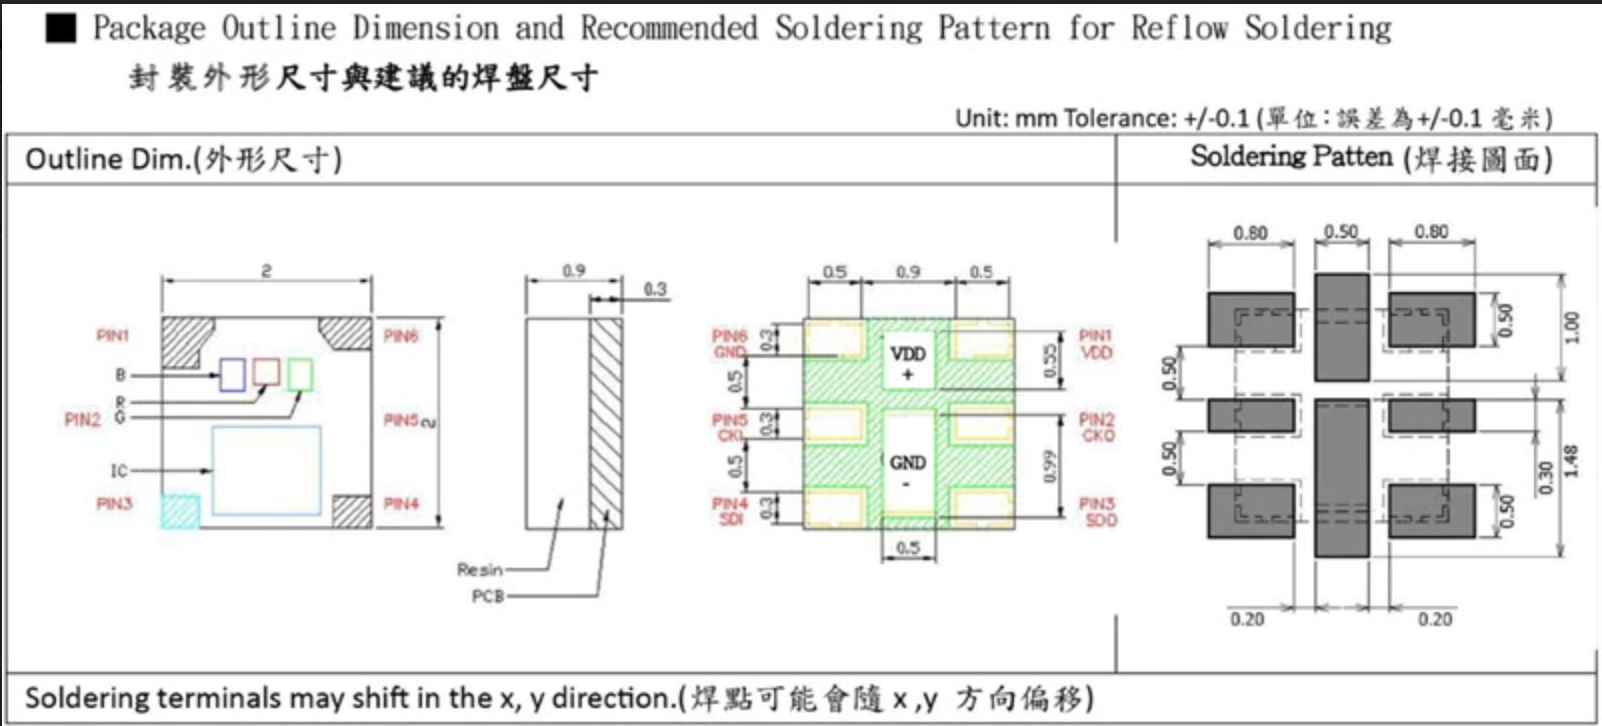 ■ Package Outline Dimension and Recommended Soldering Pattern for Reflow Soldering
封裝外形尺寸與建議的焊盤尺寸
Unit: mm Tolerance: +/-0.1 (單位：誤差為+/-0.1 毫米)
Outline Dim.(外形尺寸)
Soldering Patten (焊接圖面)
2
PIN1
PIN6
B
R
PIN2
G
PIN5
2
IC
PIN3
PIN4
0.9
0.3
Resin
PCB
0.5
0.9
0.5
PIN6
GND
0.3
VDD
+
0.55
PIN1
VDD
0.5
PIN5
CKI
0.3
PIN2
CKO
0.5
GND
-
0.99
PIN4
SDI
0.3
PIN3
SDO
0.5
0.80
0.50
0.80
0.50
1.00
0.50
0.50
0.30
1.48
0.50
0.20
0.20
Soldering terminals may shift in the x, y direction.(焊點可能會隨 x ,y 方向偏移)